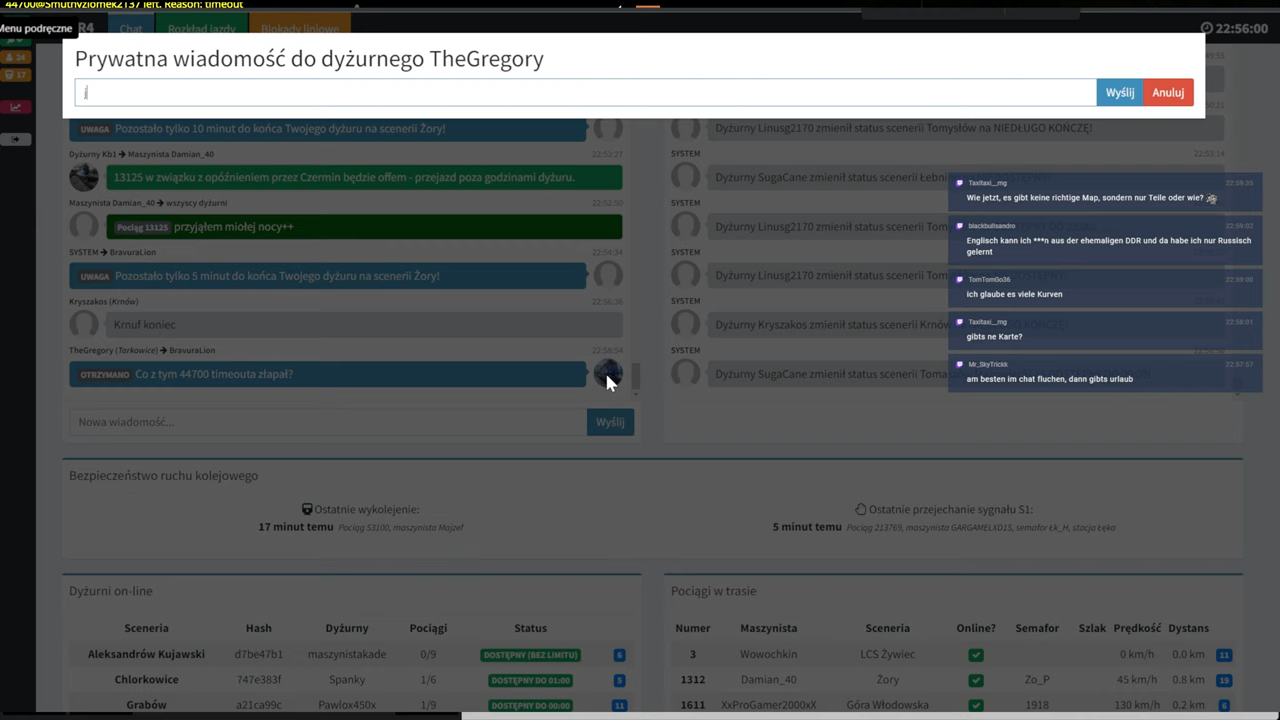 44700@Smutnyziomek2137 left. Reason: timeout
Menu podręczne
R4
Chat
Rozkład jazdy
Blokady liniowe
22:56:00
24
17
Prywatna wiadomość do dyżurnego TheGregory
j
Wyślij
Anuluj
UWAGA Pozostało tylko 10 minut do końca Twojego dyżuru na scenerii Żory!
Dyżurny Kb1 → Maszynista Damian_40
22:52:27
13125 w związku z opóźnieniem przez Czermin będzie offem - przejazd poza godzinami dyżuru.
Maszynista Damian_40 → wszyscy dyżurni
22:52:50
Pociąg 13125 przyjąłem miołej nocy++
SYSTEM → BravuraLion
22:54:34
UWAGA Pozostało tylko 5 minut do końca Twojego dyżuru na scenerii Żory!
Kryszakos (Krnów)
22:56:36
Krnuf koniec
TheGregory (Tarkowice) → BravuraLion
22:58:54
OTRZYMANO Co z tym 44700 timeouta złapał?
Nowa wiadomość...
Wyślij
Dyżurny Linusg2170 zmienił status scenerii Tomysłów na NIEDŁUGO KOŃCZĘ!
SYSTEM
22:53:14
Dyżurny SugaCane zmienił status scenerii Łebni
SYSTEM
Dyżurny Linusg2170 zmienił status scenerii Tom
SYSTEM
Dyżurny Linusg2170 zmienił status scenerii Tom
SYSTEM
Dyżurny Kryszakos zmienił status scenerii Krnów
SYSTEM
Dyżurny SugaCane zmienił status scenerii Toma
Taxitaxi__mg
22:59:35
Wie jetzt, es gibt keine richtige Map, sondern nur Teile oder wie?
blackbullsandro
22:59:02
Englisch kann ich ***n aus der ehemaligen DDR und da habe ich nur Russisch
gelernt
TomTomGo36
22:59:00
ich glaube es viele Kurven
Taxitaxi__mg
22:58:01
gibts ne Karte?
Mr_SkyTrickk
22:57:57
am besten im chat fluchen, dann gibts urlaub
Bezpieczeństwo ruchu kolejowego
Ostatnie wykolejenie:
17 minut temu Pociąg 53100, maszynista Majzef
Ostatnie przejechanie sygnału S1:
5 minut temu Pociąg 213769, maszynista GARGAMELXD15, semafor Łk_H, stacja Łęka
Dyżurni on-line
Sceneria Hash Dyżurny Pociągi Status
Aleksandrów Kujawski d7be47b1 maszynistakade 0/9 DOSTĘPNY (BEZ LIMITU) 6
Chlorkowice 747e383f Spanky 1/6 DOSTĘPNY DO 01:00 5
Grabów a21ca99c Pawlox450x 1/9 DOSTĘPNY DO 00:00 11
Pociągi w trasie
Numer Maszynista Sceneria Online? Semafor Szlak Prędkość Dystans
3 Wowochkin LCS Żywiec 0 km/h 0.0 km 11
1312 Damian_40 Żory Zo_P 45 km/h 0.8 km 19
1611 XxProGamer2000xX Góra Włodowska 1918 130 km/h 0.2 km 6